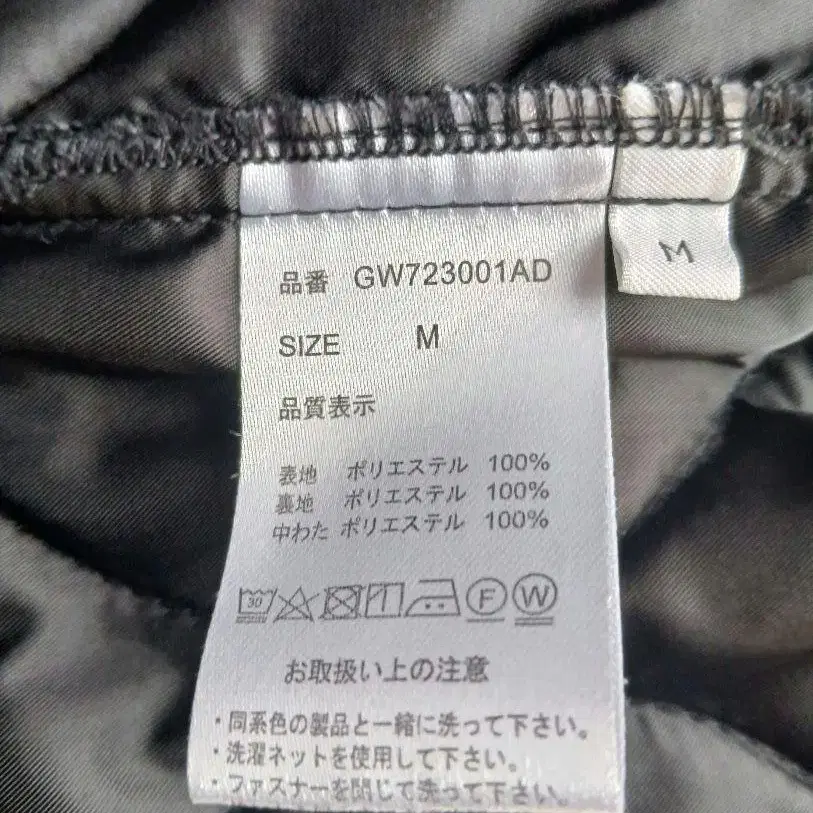 品番 GW723001AD
M
SIZE M
品質表示
表地 ポリエステル 100%
裏地 ポリエステル 100%
中わた ポリエステル 100%
30 F W
お取扱い上の注意
・同系色の製品と一緒に洗って下さい。
・洗濯ネットを使用して下さい。
・ファスナーを閉じて洗って下さい。